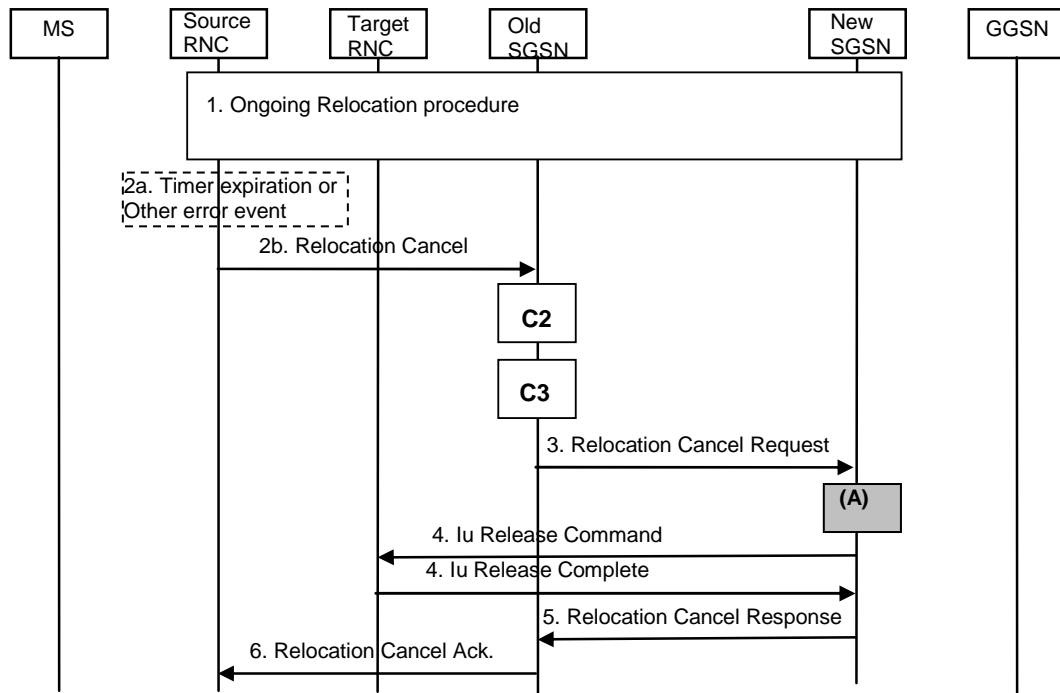 MS
Source
RNC
Target
RNC
Old
SGSN
New
SGSN
GGSN
1. Ongoing Relocation procedure
2a. Timer expiration or
Other error event
2b. Relocation Cancel
C2
C3
3. Relocation Cancel Request
(A)
4. Iu Release Command
4. Iu Release Complete
5. Relocation Cancel Response
6. Relocation Cancel Ack.